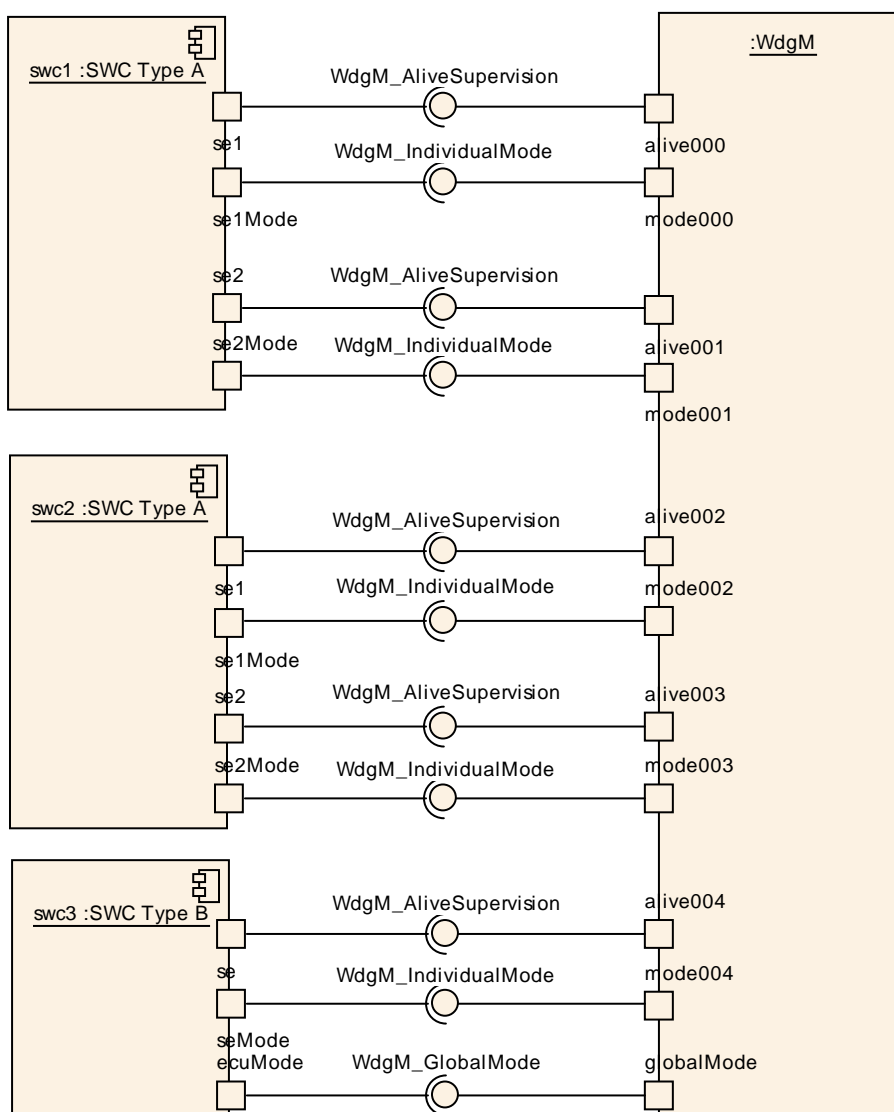 :WdgM
swc1 :SWC Type A
WdgM_AliveSupervision
se1
alive000
WdgM_IndividualMode
se1Mode
mode000
se2
WdgM_AliveSupervision
se2Mode
WdgM_IndividualMode
alive001
mode001
swc2 :SWC Type A
WdgM_AliveSupervision
alive002
se1
WdgM_IndividualMode
mode002
se1Mode
se2
WdgM_AliveSupervision
alive003
se2Mode
WdgM_IndividualMode
mode003
swc3 :SWC Type B
WdgM_AliveSupervision
alive004
se
WdgM_IndividualMode
mode004
seMode
ecuMode
WdgM_GlobalMode
globalMode